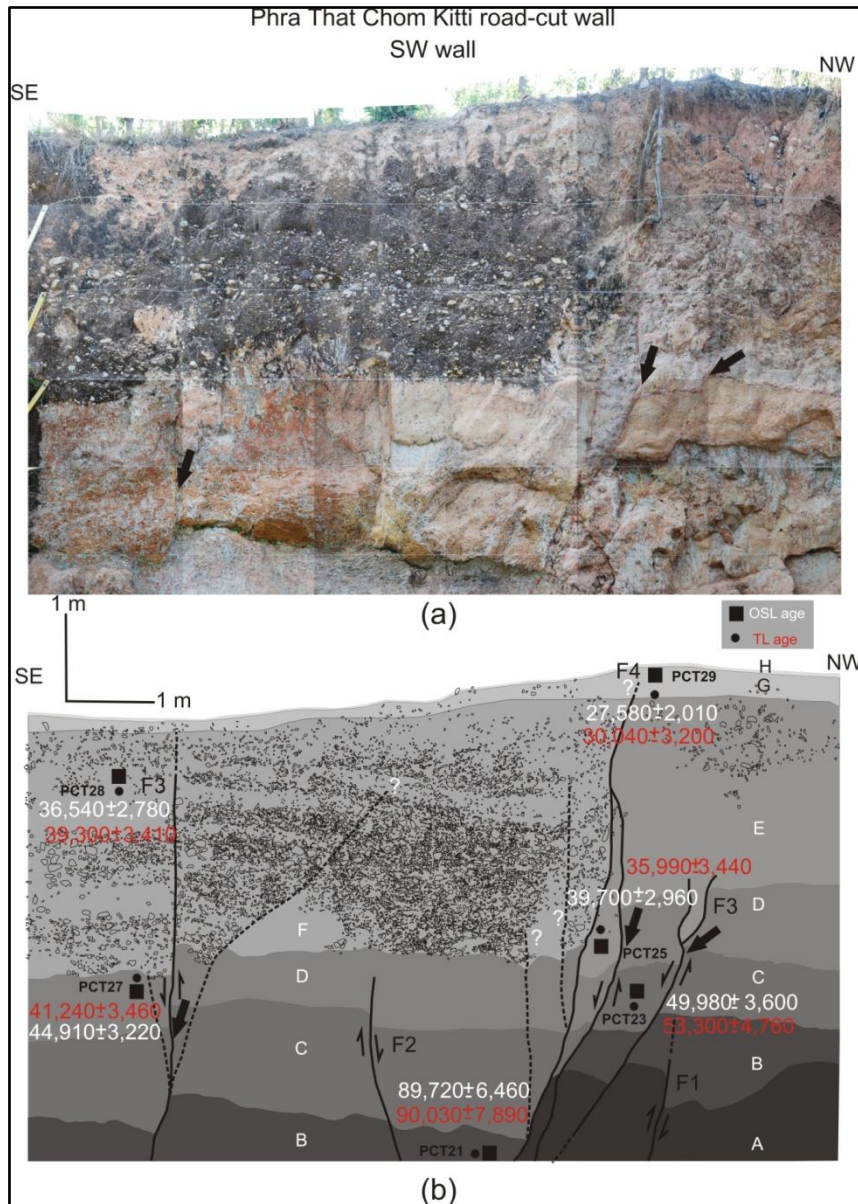 Phra That Chom Kitti road-cut wall
SW wall
SE
NW
(a)
1 m
1 m
OSL age
TL age
SE
NW
H
G
F4
?
PCT29
27,580±2,010
30,040±3,200
PCT28
F3
36,540±2,780
39,300±3,410
?
E
35,990±3,440
39,700±2,960
D
F3
F
?
?
PCT25
D
C
PCT27
PCT23
41,240±3,460
44,910±3,220
49,980±3,600
53,300±4,760
C
F2
B
89,720±6,460
90,030±7,890
F1
B
PCT21
A
(b)